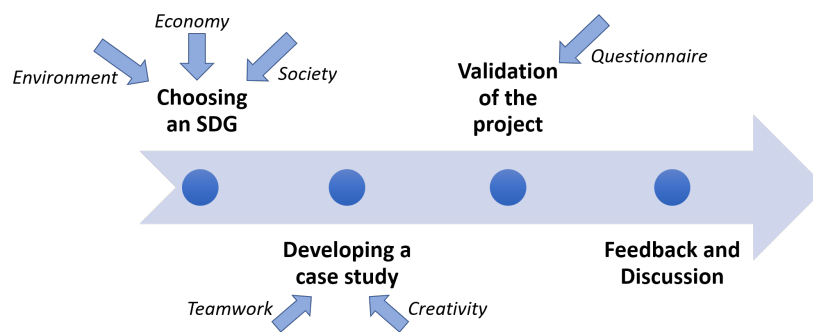 Economy
Environment
Society
Choosing
an SDG
Questionnaire
Validation
of the
project
Developing a
case study
Teamwork
Creativity
Feedback and
Discussion